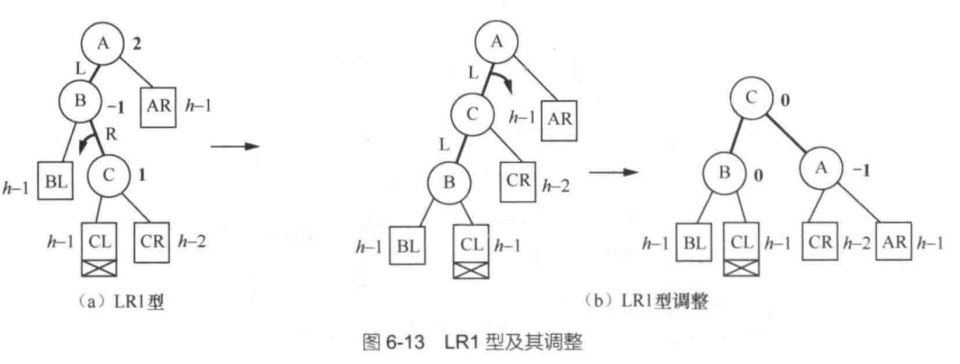 A 2
L
B -1 AR h-1
R
h-1 BL C 1
h-1 CL CR h-2
(a) LR1型
A
L
C h-1 AR
L
B CR h-2
h-1 BL CL h-1
C 0
B 0 A -1
h-1 BL CL h-1 CR h-2 AR h-1
(b) LR1型调整
图 6-13 LR1 型及其调整